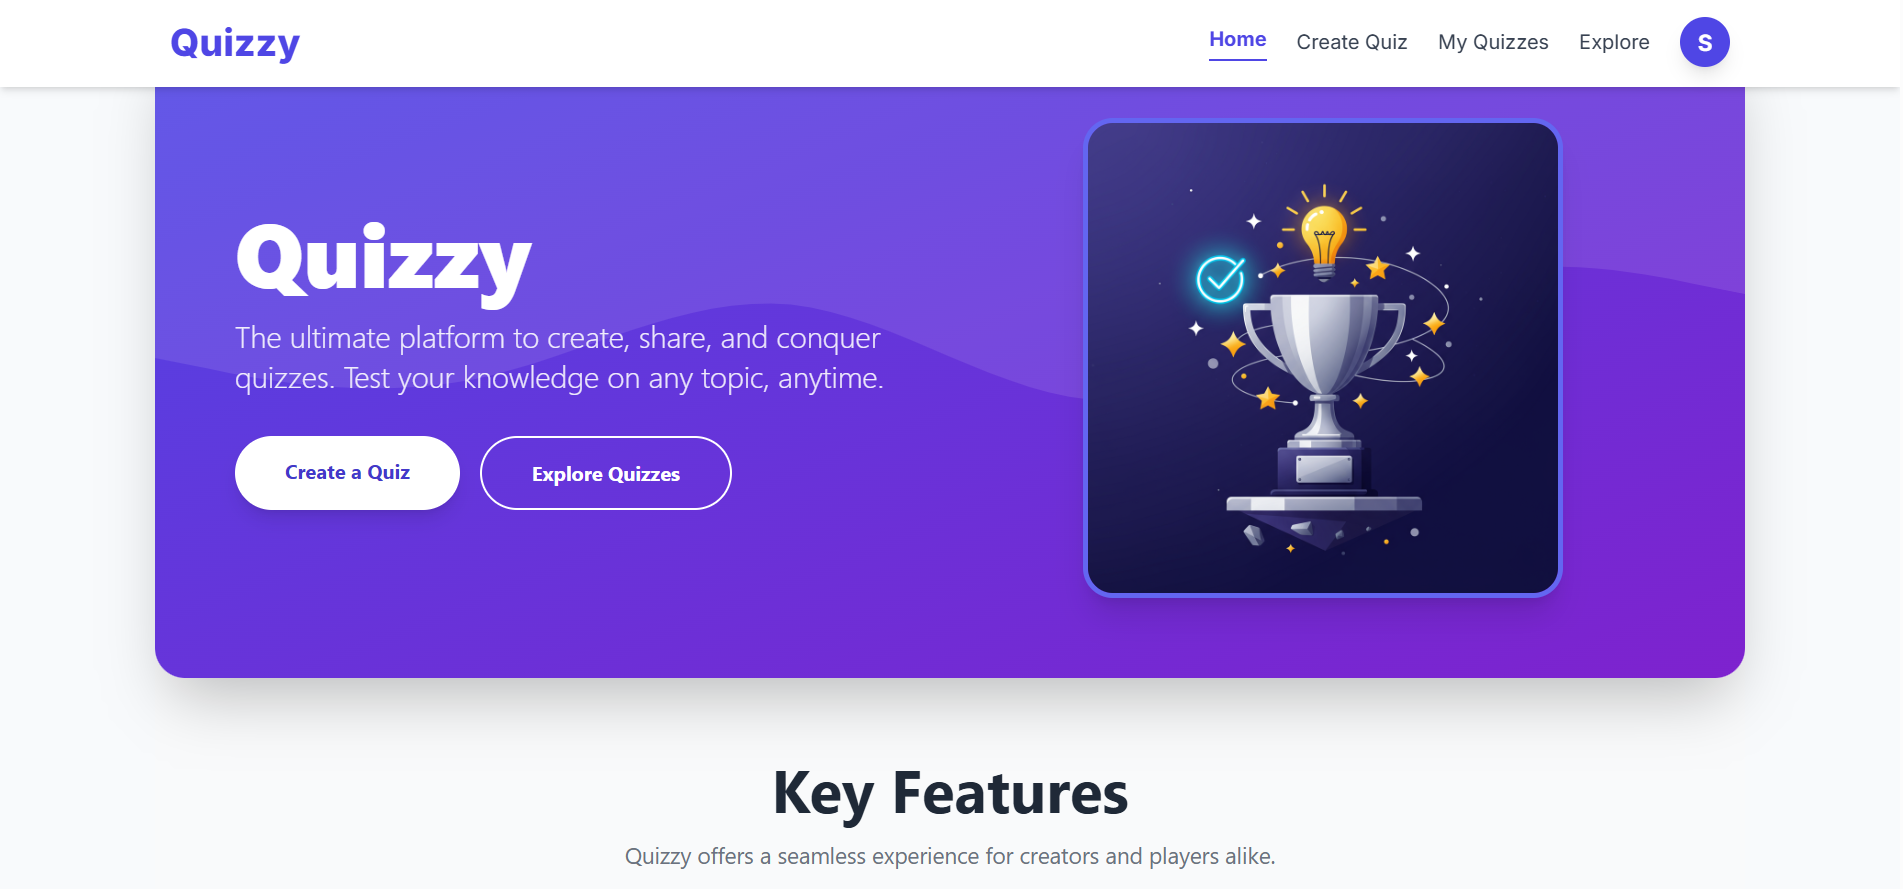 Quizzy
Home
Create Quiz
My Quizzes
Explore
S
Quizzy
The ultimate platform to create, share, and conquer
quizzes. Test your knowledge on any topic, anytime.
Create a Quiz
Explore Quizzes
Key Features
Quizzy offers a seamless experience for creators and players alike.